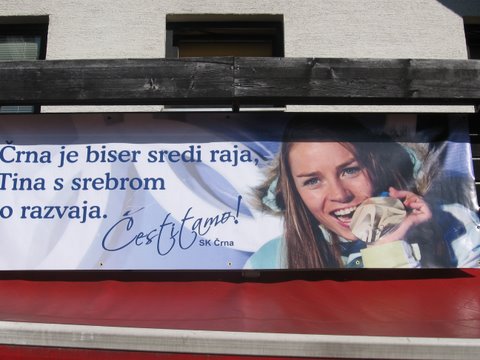 Črna je biser sredi raja,
Tina s srebrom
o razvaja.
Čestitamo!
SK Črna